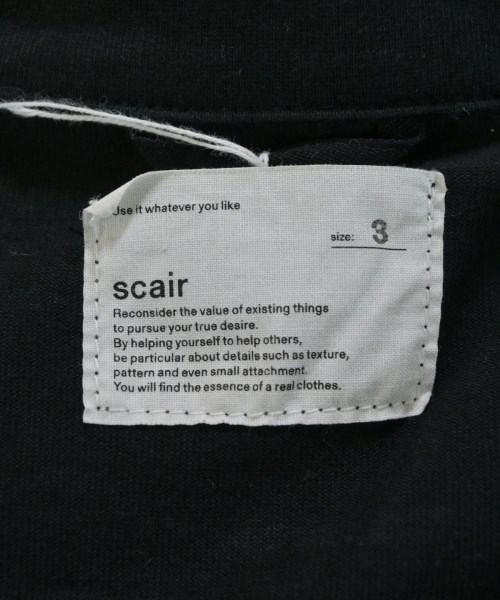 Use it whatever you like
size: 3
scair
Reconsider the value of existing things
to pursue your true desire.
By helping yourself to help others,
be particular about details such as texture,
pattern and even small attachment.
You will find the essence of a real clothes.